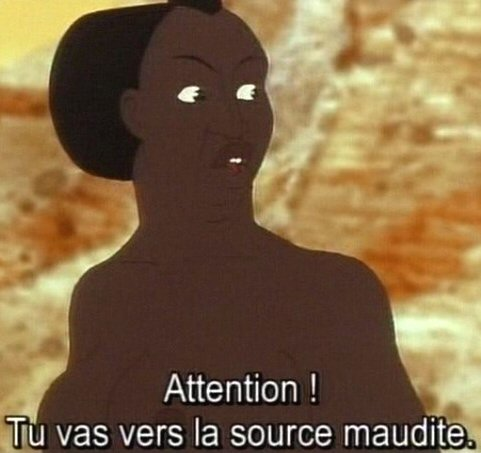 Attention !
Tu vas vers la source maudite.